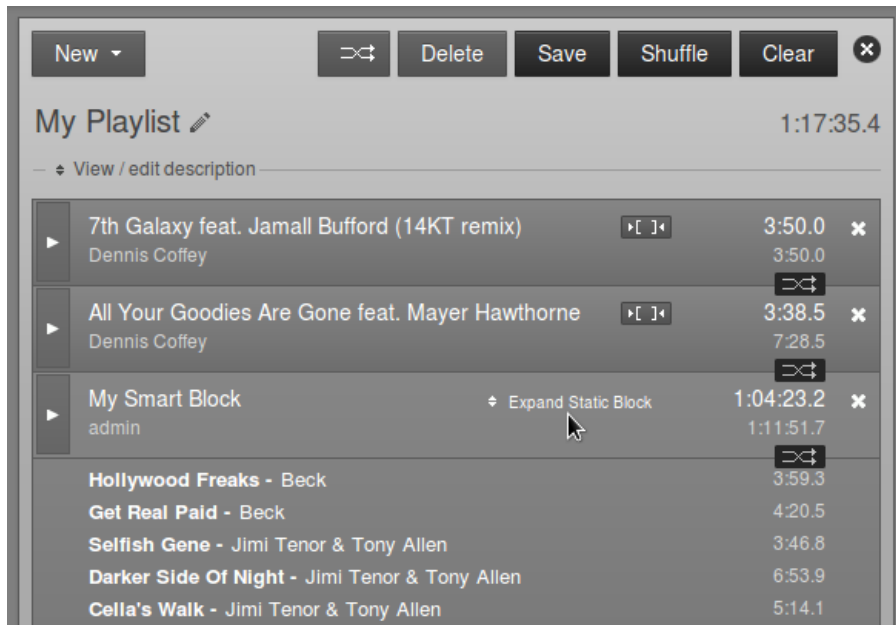 New Delete Save Shuffle Clear
My Playlist 1:17:35.4
View / edit description
7th Galaxy feat. Jamall Bufford (14KT remix) 3:50.0
Dennis Coffey 3:50.0
All Your Goodies Are Gone feat. Mayer Hawthorne 3:38.5
Dennis Coffey 7:28.5
My Smart Block Expand Static Block 1:04:23.2
admin 1:11:51.7
Hollywood Freaks - Beck 3:59.3
Get Real Paid - Beck 4:20.5
Selfish Gene - Jimi Tenor & Tony Allen 3:46.8
Darker Side Of Night - Jimi Tenor & Tony Allen 6:53.9
Cella's Walk - Jimi Tenor & Tony Allen 5:14.1